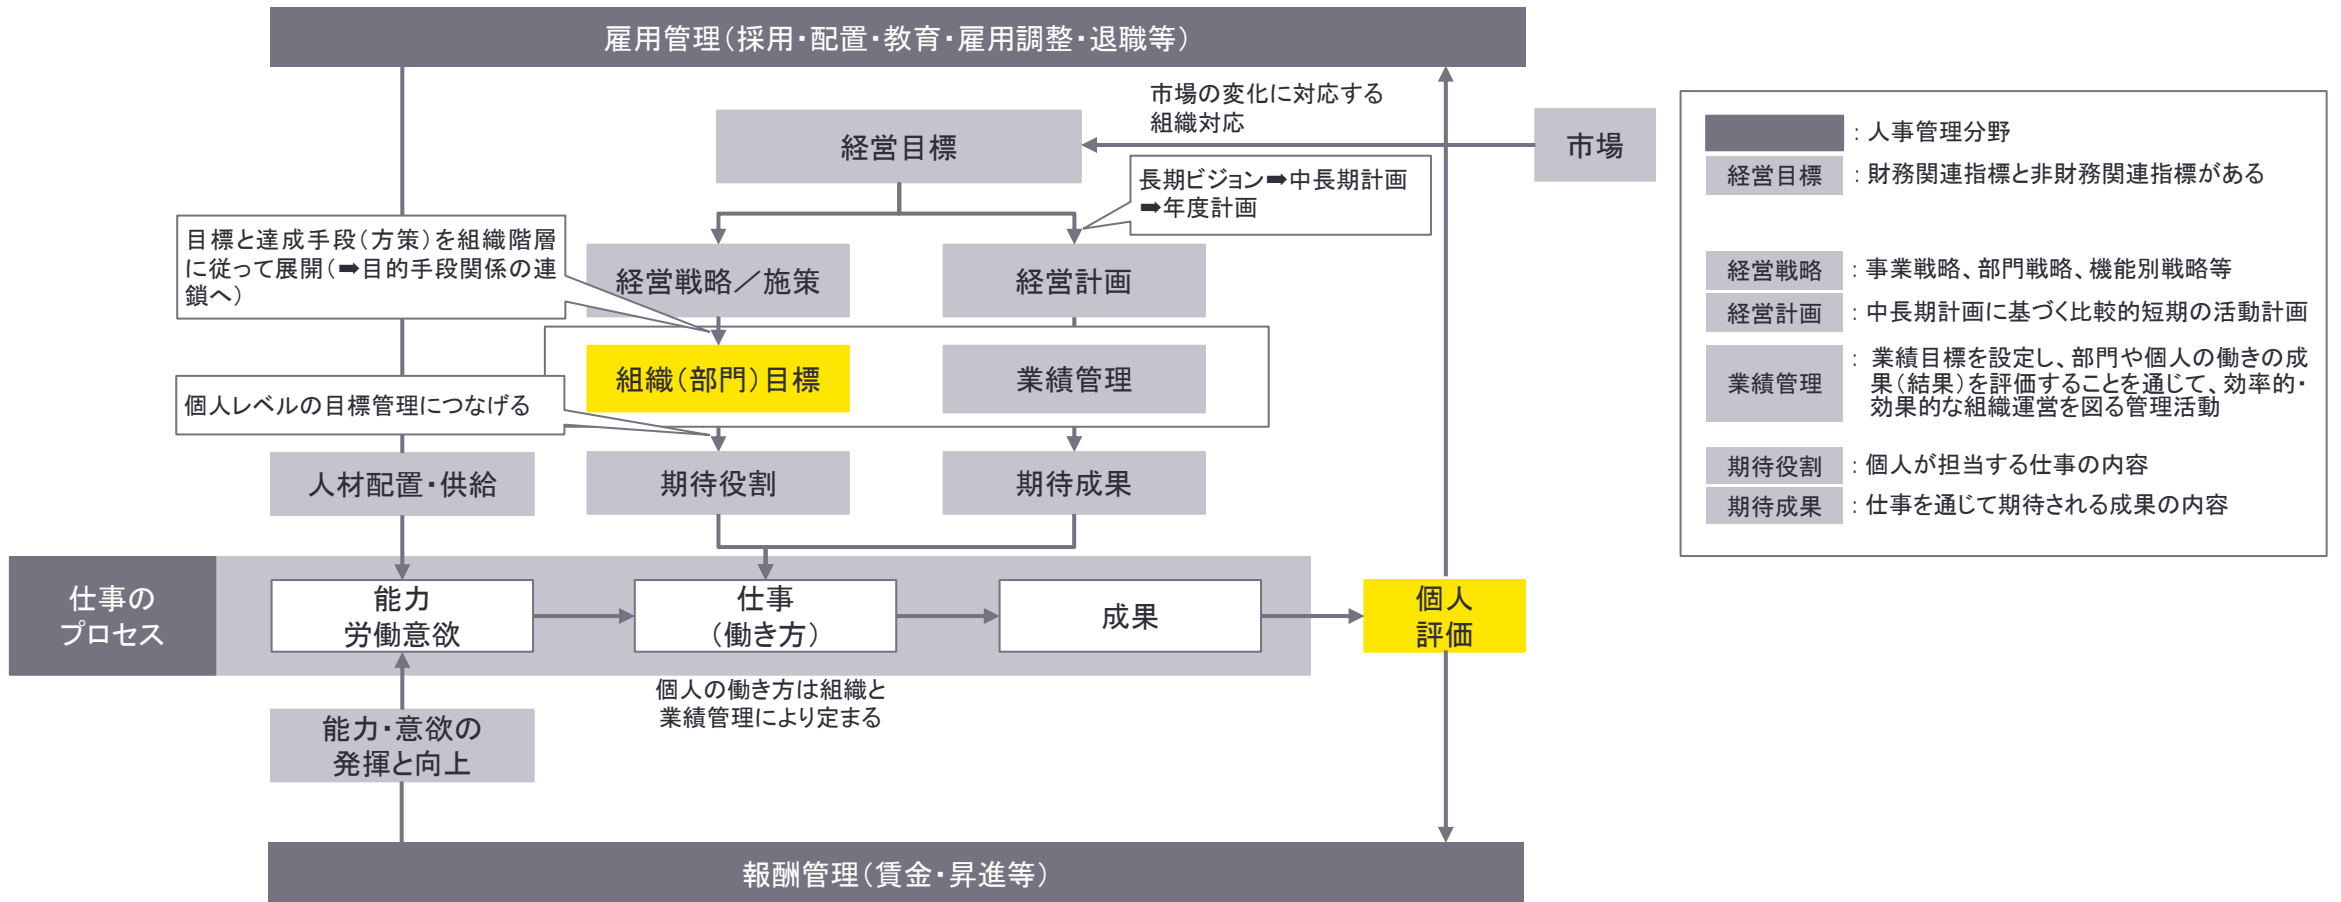 雇用管理（採用・配置・教育・雇用調整・退職等）
市場の変化に対応する
組織対応
経営目標
市場
長期ビジョン➡中長期計画
➡年度計画
目標と達成手段（方策）を組織階層
に従って展開（➡目的手段関係の連
鎖へ）
経営戦略／施策
経営計画
組織（部門）目標
業績管理
個人レベルの目標管理につなげる
人材配置・供給
期待役割
期待成果
仕事の
プロセス
能力
労働意欲
仕事
（働き方）
成果
個人
評価
個人の働き方は組織と
業績管理により定まる
能力・意欲の
発揮と向上
報酬管理（賃金・昇進等）
：人事管理分野
経営目標：財務関連指標と非財務関連指標がある
経営戦略：事業戦略、部門戦略、機能別戦略等
経営計画：中長期計画に基づく比較的短期の活動計画
業績管理：業績目標を設定し、部門や個人の働きの成
果（結果）を評価することを通じて、効率的・
効果的な組織運営を図る管理活動
期待役割：個人が担当する仕事の内容
期待成果：仕事を通じて期待される成果の内容